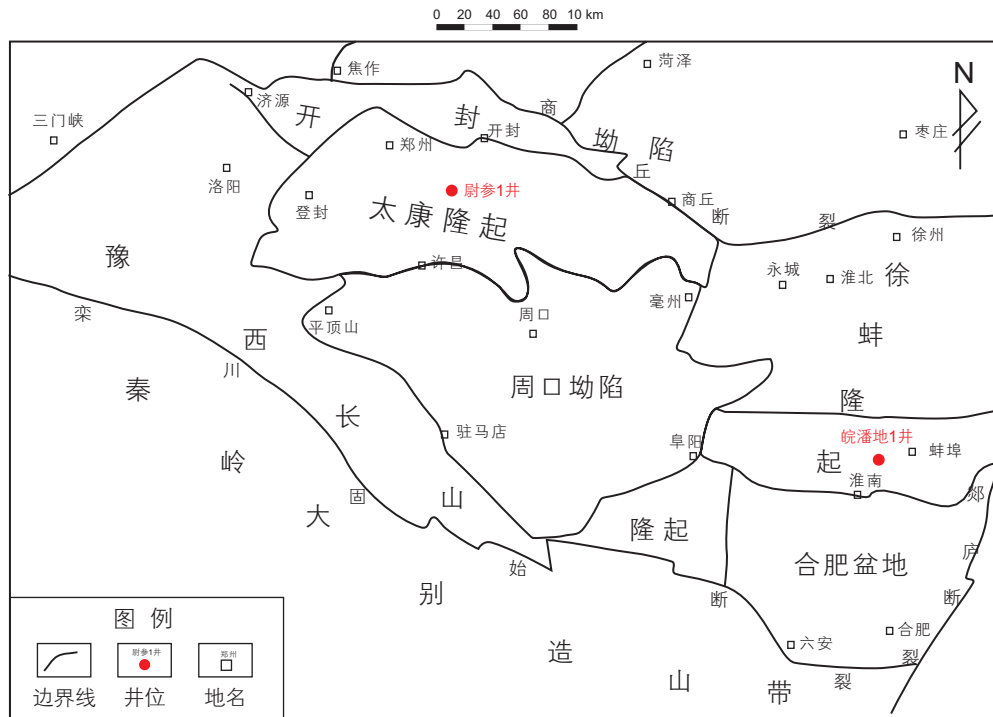 0 20 40 60 80 10 km
焦作
菏泽
N
济源
开封
商
开封
坳陷
枣庄
三门峡
郑州
洛阳
丘
尉参1井
登封
商丘
太康隆起
断
裂
徐州
豫
许昌
永城
淮北
徐
亳州
栾
平顶山
周口
西
川
蚌
秦
周口坳陷
长
隆
驻马店
皖潘地1井
阜阳
起
蚌埠
岭
淮南
固
山
郯
大
隆起
庐
始
合肥盆地
别
断
断
图例
合肥
尉参1井
郑州
六安
造
裂
边界线
井位
地名
山
带
裂